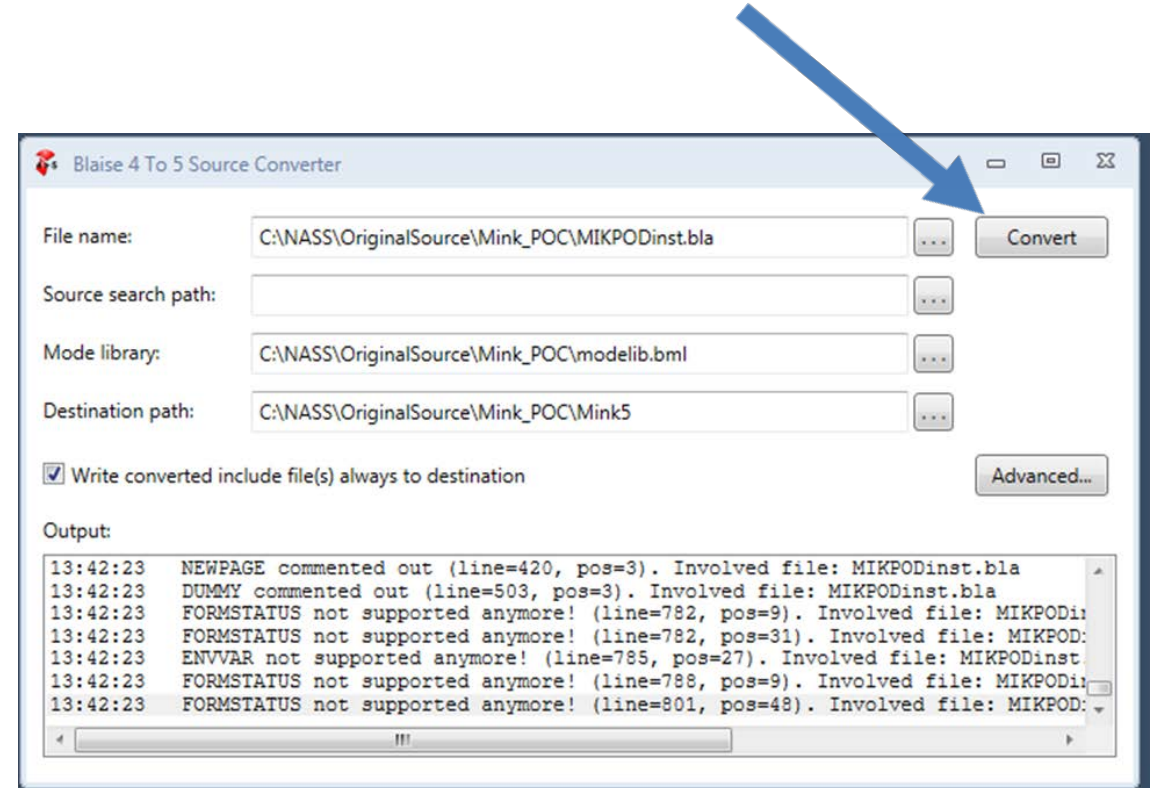 Blaise 4 To 5 Source Converter
File name: C:\NASS\OriginalSource\Mink_POC\MIKPODinst.bla ... Convert
Source search path: ...
Mode library: C:\NASS\OriginalSource\Mink_POC\modelib.bml ...
Destination path: C:\NASS\OriginalSource\Mink_POC\Mink5 ...
Write converted include file(s) always to destination Advanced...
Output:
13:42:23 NEWPAGE commented out (line=420, pos=3). Involved file: MIKPODinst.bla
13:42:23 DUMMY commented out (line=503, pos=3). Involved file: MIKPODinst.bla
13:42:23 FORMSTATUS not supported anymore! (line=782, pos=9). Involved file: MIKPODi
13:42:23 FORMSTATUS not supported anymore! (line=782, pos=31). Involved file: MIKPOD
13:42:23 ENVVAR not supported anymore! (line=785, pos=27). Involved file: MIKPODinst.
13:42:23 FORMSTATUS not supported anymore! (line=788, pos=9). Involved file: MIKPODi
13:42:23 FORMSTATUS not supported anymore! (line=801, pos=48). Involved file: MIKPOD